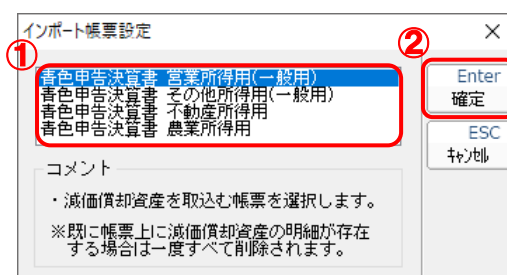 インポート帳票設定
①
②
青色申告決算書 営業所得用(一般用)
青色申告決算書 その他所得用(一般用)
青色申告決算書 不動産所得用
青色申告決算書 農業所得用
Enter
確定
ESC
ｷｬﾝｾﾙ
コメント
・減価償却資産を取込む帳票を選択します。
※既に帳票上に減価償却資産の明細が存在
する場合は一度すべて削除されます。